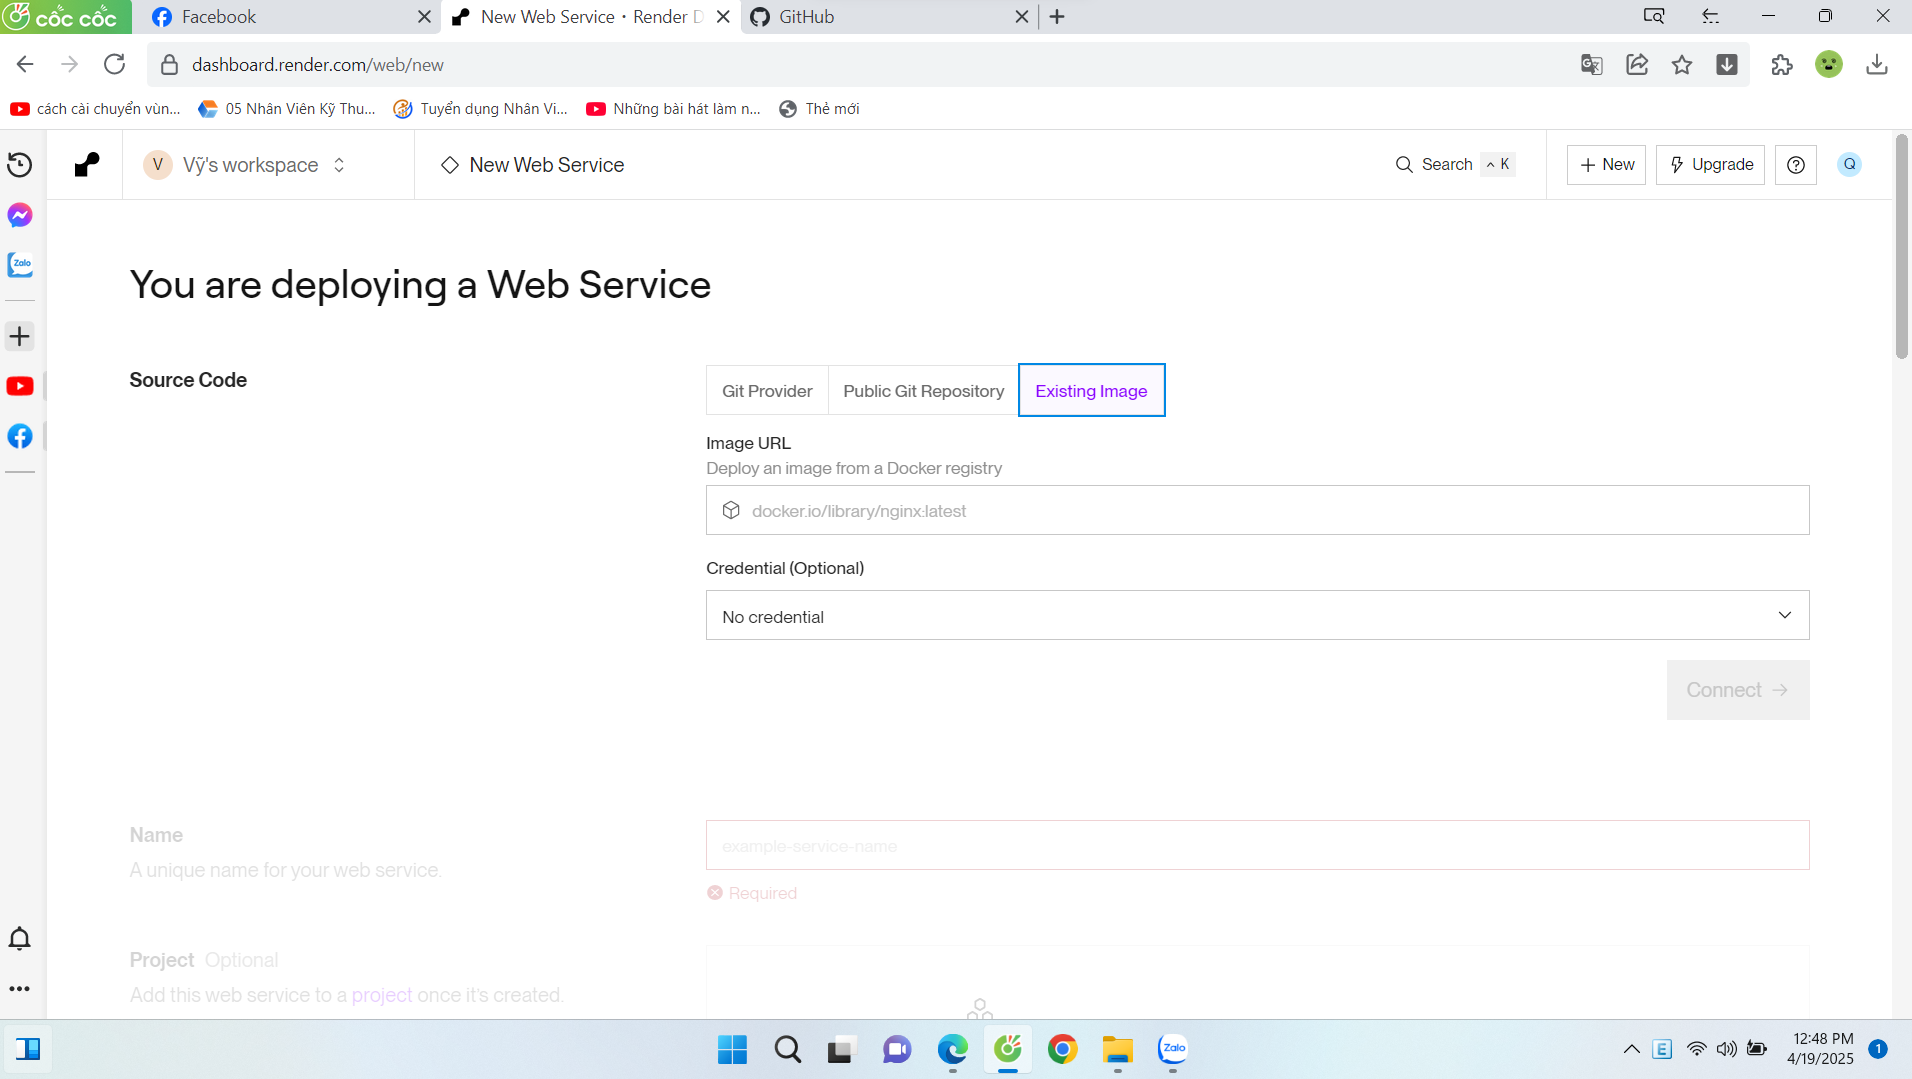 cốc cốc
Facebook
New Web Service • Render D
GitHub
dashboard.render.com/web/new
cách cài chuyển vùn...
05 Nhân Viên Kỹ Thu...
Tuyển dụng Nhân Vi...
Những bài hát làm n...
Thẻ mới
V
Vỹ's workspace
New Web Service
Search
K
New
Upgrade
Q
Zalo
You are deploying a Web Service
Source Code
Git Provider
Public Git Repository
Existing Image
Image URL
Deploy an image from a Docker registry
docker.io/library/nginx:latest
Credential (Optional)
No credential
Connect
Name
A unique name for your web service.
example-service-name
Required
Project Optional
Add this web service to a project once it's created.
Zalo
E
12:48 PM
4/19/2025
1